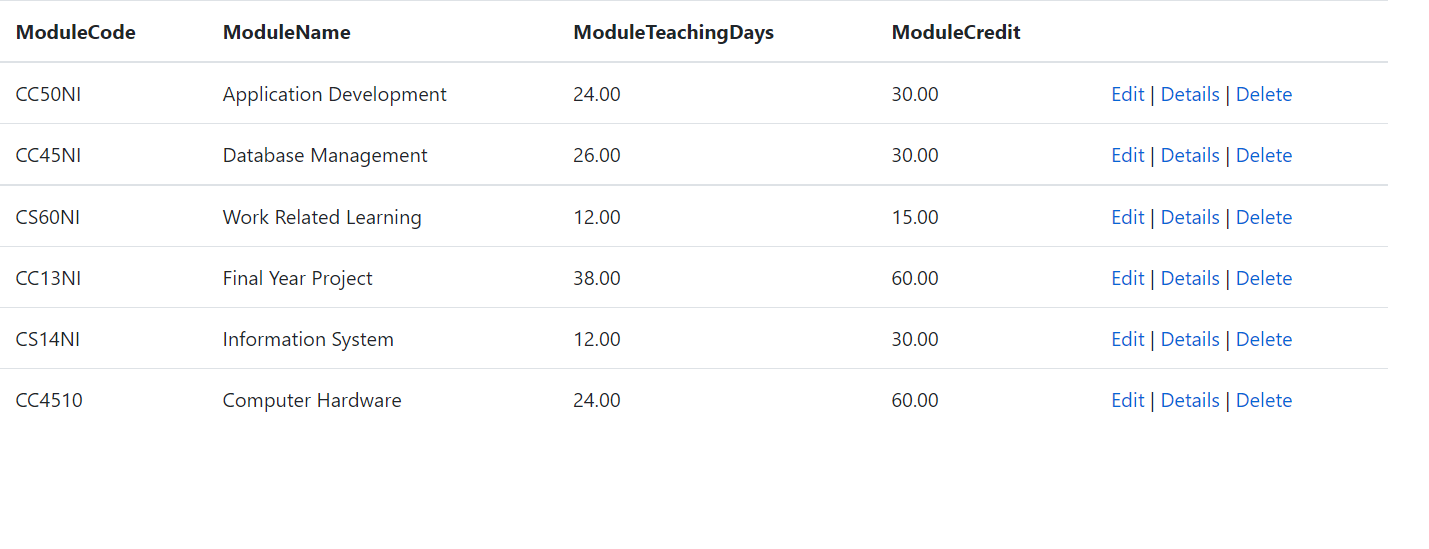 ModuleCode ModuleName ModuleTeachingDays ModuleCredit
CC50NI Application Development 24.00 30.00 Edit | Details | Delete
CC45NI Database Management 26.00 30.00 Edit | Details | Delete
CS60NI Work Related Learning 12.00 15.00 Edit | Details | Delete
CC13NI Final Year Project 38.00 60.00 Edit | Details | Delete
CS14NI Information System 12.00 30.00 Edit | Details | Delete
CC4510 Computer Hardware 24.00 60.00 Edit | Details | Delete